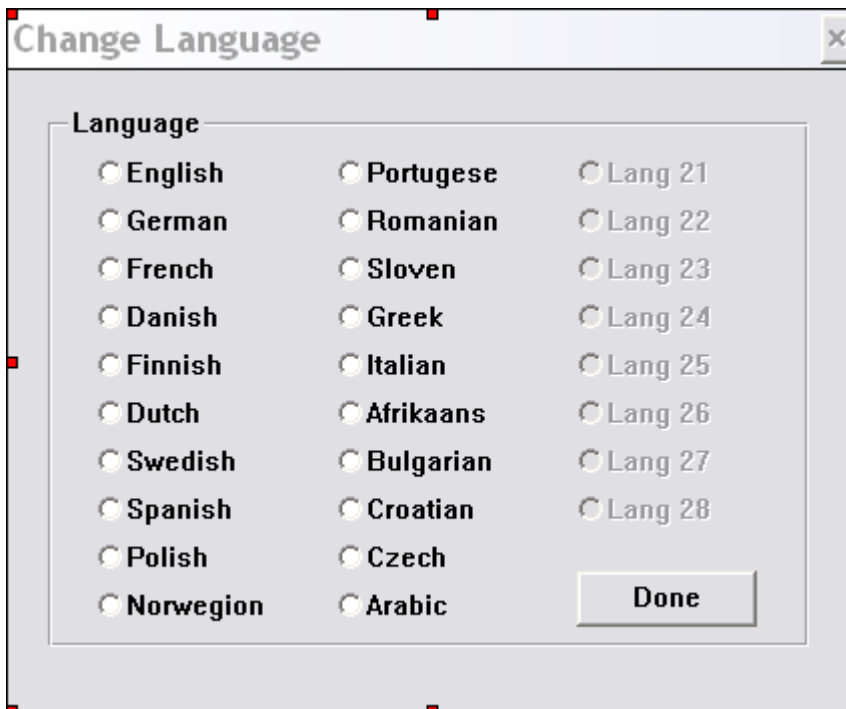 Change Language
Language
English
German
French
Danish
Finnish
Dutch
Swedish
Spanish
Polish
Norwegion
Portugese
Romanian
Sloven
Greek
Italian
Afrikaans
Bulgarian
Croatian
Czech
Arabic
Lang 21
Lang 22
Lang 23
Lang 24
Lang 25
Lang 26
Lang 27
Lang 28
Done